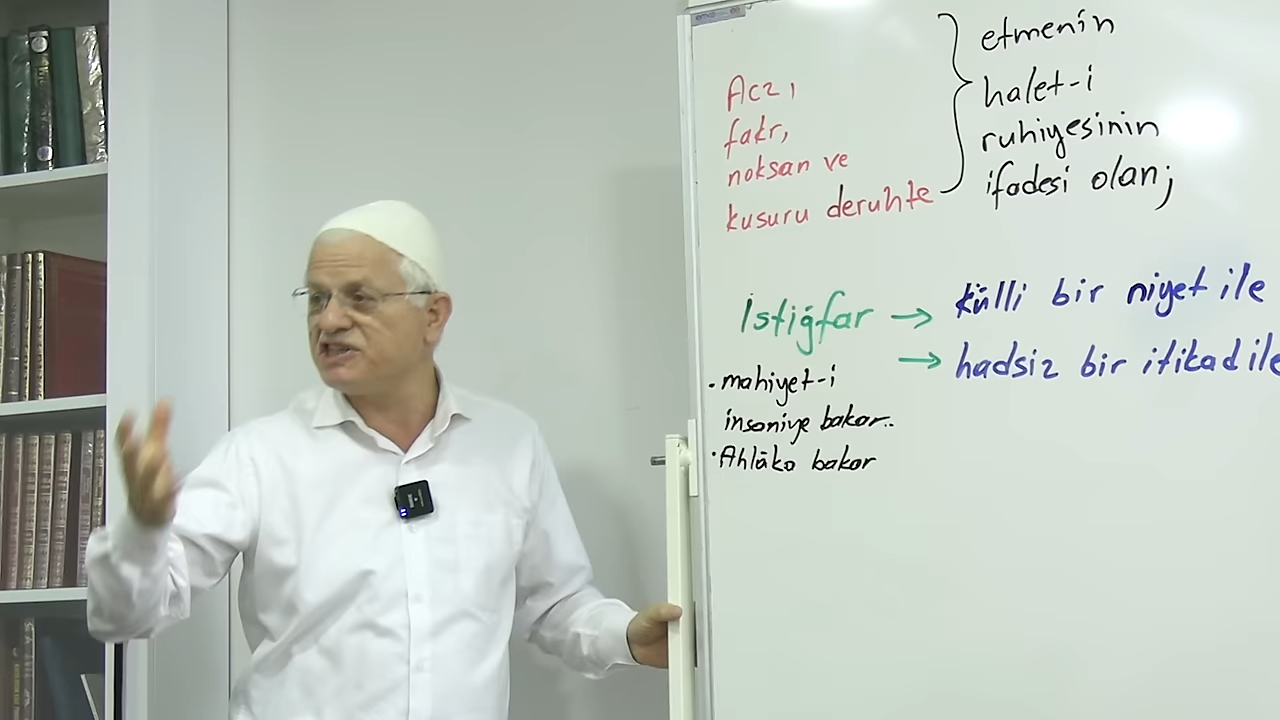 Acz,
fakr,
noksan ve
kusuru deruhte
etmenin
halet-i
ruhiyesinin
ifadesi olan;
İstiğfar → külli bir niyet ile
→ hadsiz bir itikad ile
• mahiyet-i
insaniye bakar..
• Ahlâka bakar